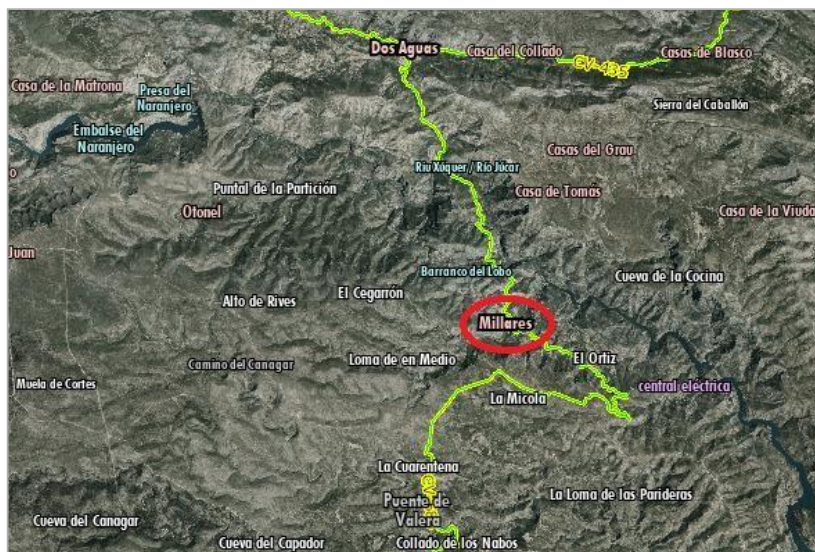 Dos Aguas
Casa del Collado
CV-435
Casas de Blasco
Casa de la Matrona
Presa del
Naranjero
Embalse del
Naranjero
Sierra del Caballón
Casas del Grau
Riu Xúquer / Río Júcar
Puntal de la Partición
Casa de Tomas
Otonel
Casa de la Viuda
Juan
Barranco del Lobo
Cueva de la Cocina
El Cegarrón
Alto de Rives
Millares
Loma de en Medio
El Ortíz
Camino del Canagar
Muela de Cortes
central eléctrica
La Micola
La Cuarentena
Puente de
Valera
La Loma de las Parideras
Cueva del Canagar
Cueva del Capador
Collado de los Nabos